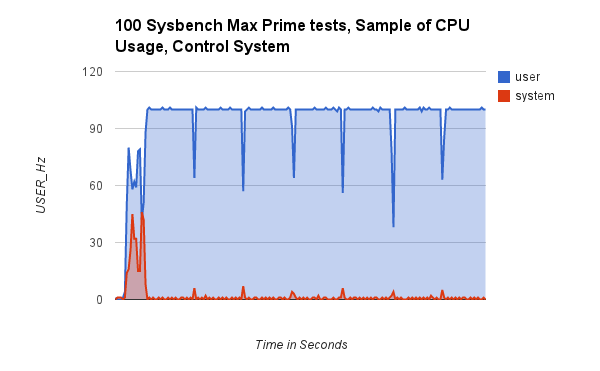 100 Sysbench Max Prime tests, Sample of CPU
Usage, Control System
120
90
60
30
0
USER_Hz
Time in Seconds
user
system